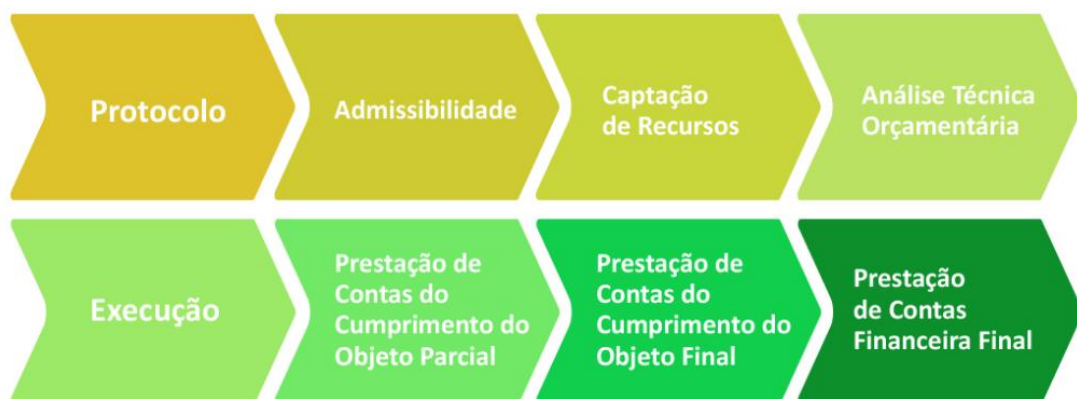 Protocolo
Admissibilidade
Captação
de Recursos
Análise Técnica
Orçamentária
Execução
Prestação de
Contas do
Cumprimento do
Objeto Parcial
Prestação de
Contas do
Cumprimento do
Objeto Final
Prestação
de Contas
Financeira Final